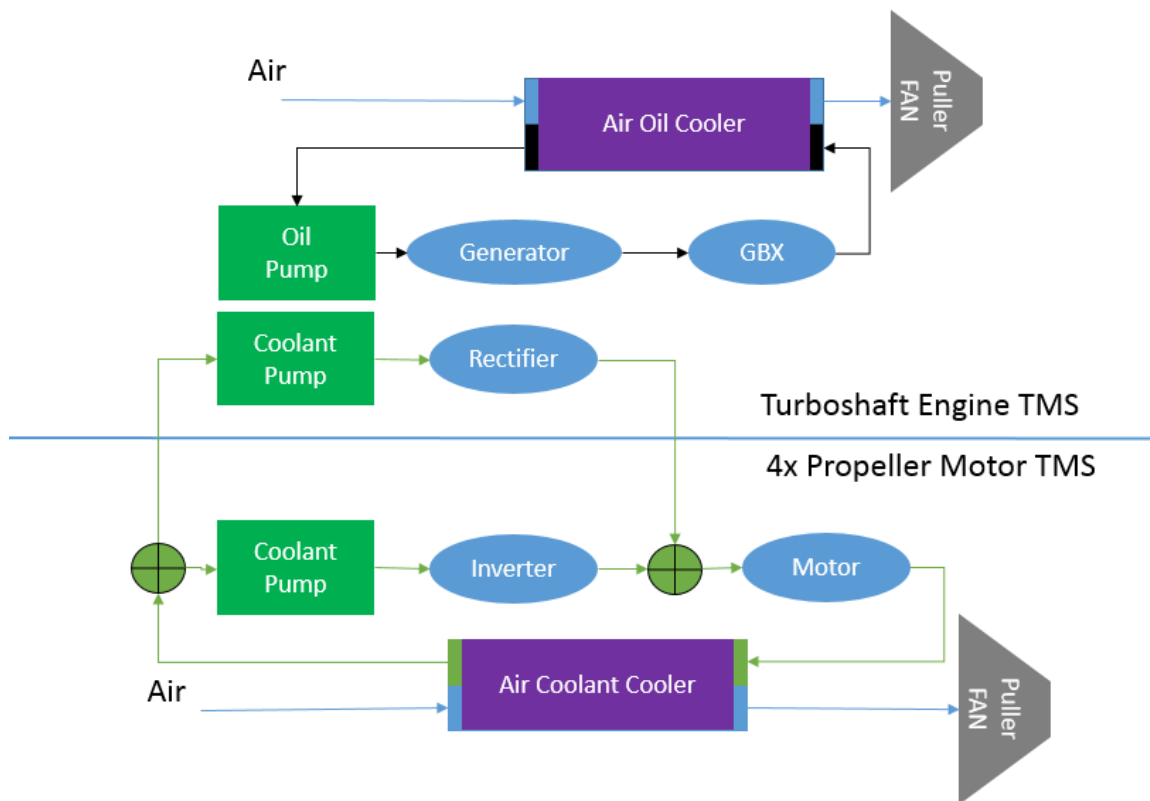 Air
Air Oil Cooler
Puller
FAN
Oil
Pump
Generator
GBX
Coolant
Pump
Rectifier
Turboshaft Engine TMS
4x Propeller Motor TMS
Coolant
Pump
Inverter
Motor
Air Coolant Cooler
Air
Puller
FAN